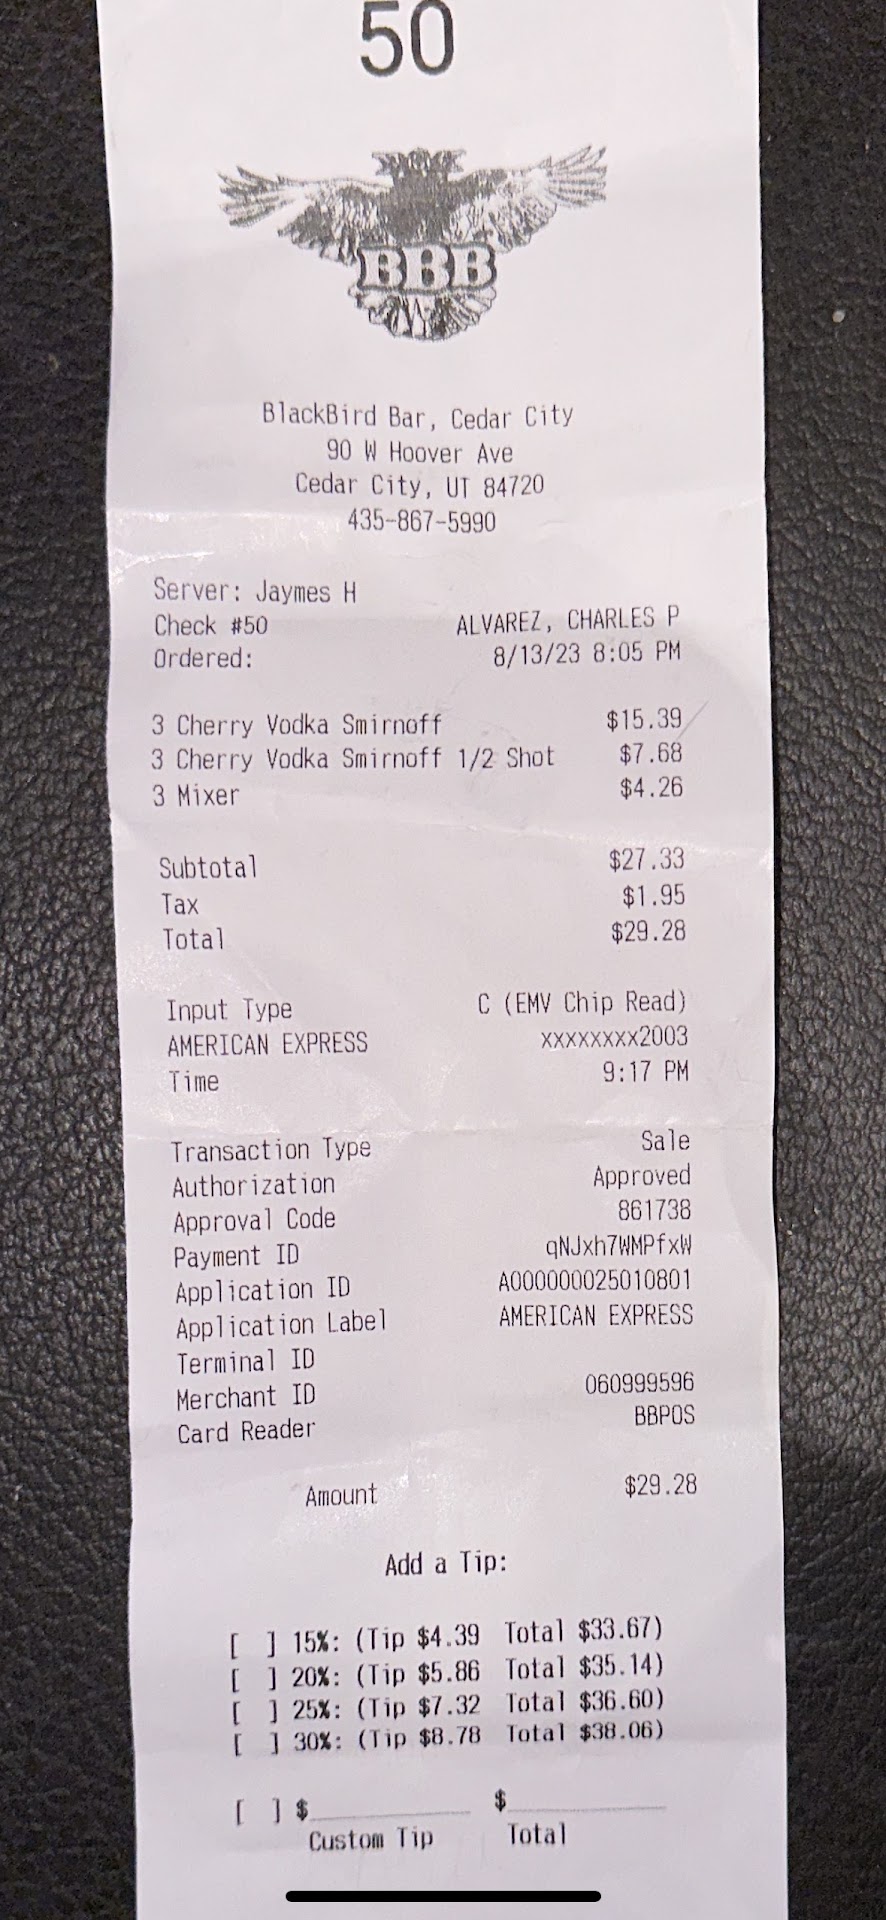 50
BBB
BlackBird Bar, Cedar City
90 W Hoover Ave
Cedar City, UT 84720
435-867-5990
Server: Jaymes H
Check #50 ALVAREZ, CHARLES P
Ordered: 8/13/23 8:05 PM
3 Cherry Vodka Smirnoff $15.39
3 Cherry Vodka Smirnoff 1/2 Shot $7.68
3 Mixer $4.26
Subtotal $27.33
Tax $1.95
Total $29.28
Input Type C (EMV Chip Read)
AMERICAN EXPRESS xxxxxxxx2003
Time 9:17 PM
Transaction Type Sale
Authorization Approved
Approval Code 861738
Payment ID qNJxh7WMPfxW
Application ID A000000025010801
Application Label AMERICAN EXPRESS
Terminal ID
Merchant ID 060999596
Card Reader BBPOS
Amount $29.28
Add a Tip:
[ ] 15%: (Tip $4.39 Total $33.67)
[ ] 20%: (Tip $5.86 Total $35.14)
[ ] 25%: (Tip $7.32 Total $36.60)
[ ] 30%: (Tip $8.78 Total $38.06)
[ ] $__________ $__________
Custom Tip Total